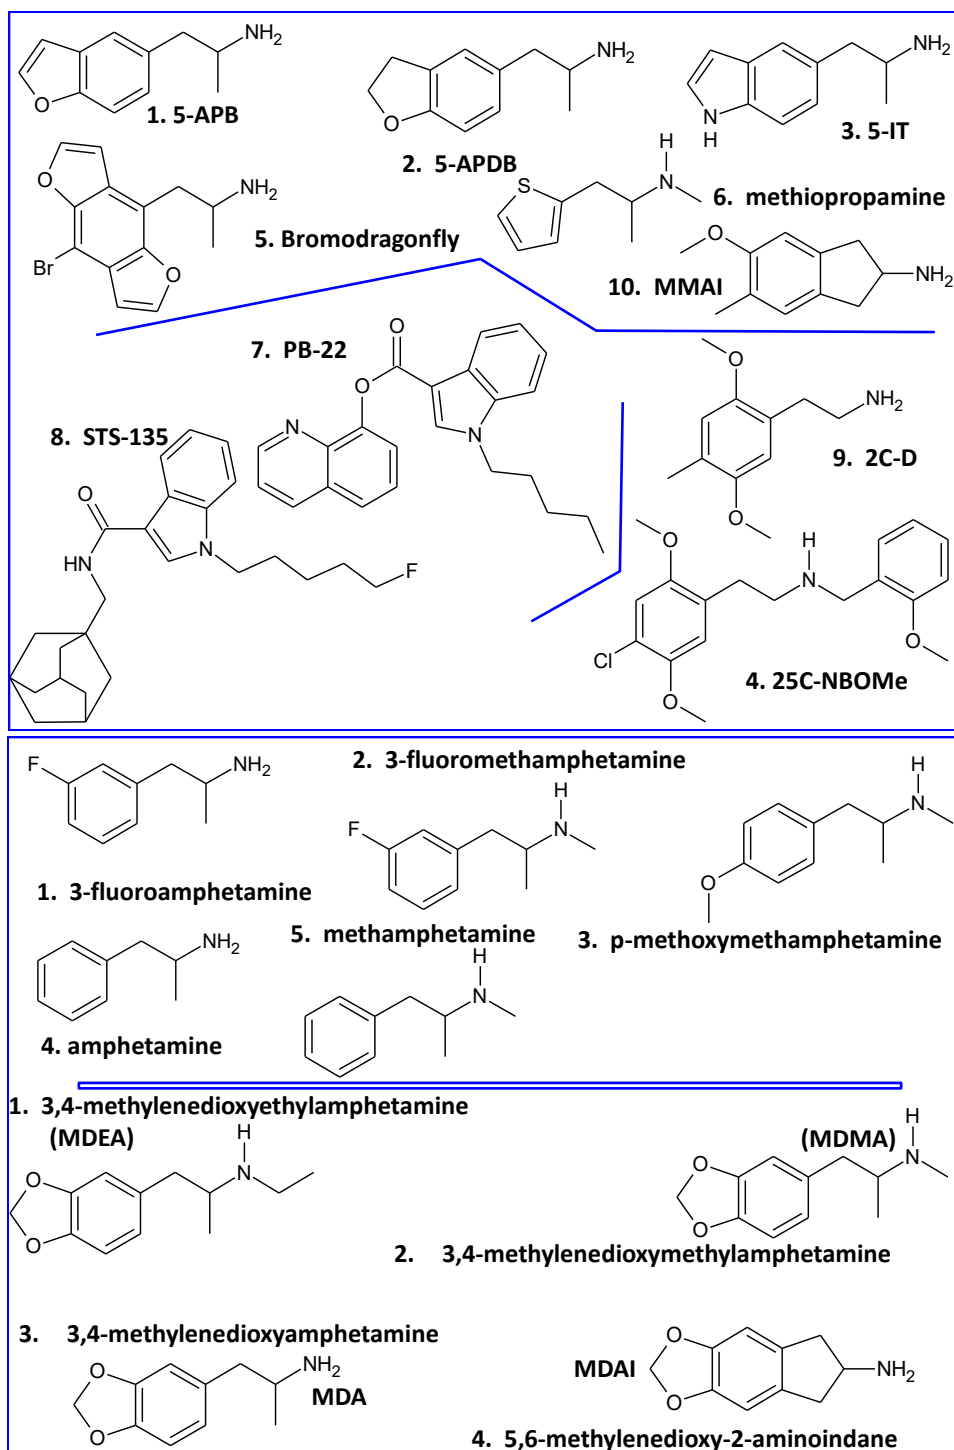 NH2
O
1. 5-APB
NH2
O
2. 5-APDB
NH2
N
H
3. 5-IT
O
NH2
Br
O
5. Bromodragonfly
H
N
S
6. methiopropamine
O
NH2
10. MMAI
7. PB-22
O
O
N
N
8. STS-135
O
HN
N
F
O
NH2
O
9. 2C-D
O
H
N
Cl
O
O
4. 25C-NBOMe
F
NH2
1. 3-fluoroamphetamine
2. 3-fluoromethamphetamine
H
N
F
H
N
O
3. p-methoxymethamphetamine
NH2
4. amphetamine
5. methamphetamine
H
N
1. 3,4-methylenedioxyethylamphetamine
(MDEA)
H
N
O
O
(MDMA)
H
N
O
O
2. 3,4-methylenedioxymethylamphetamine
3. 3,4-methylenedioxyamphetamine
O
O
NH2
MDA
MDAI
O
O
NH2
4. 5,6-methylenedioxy-2-aminoindane